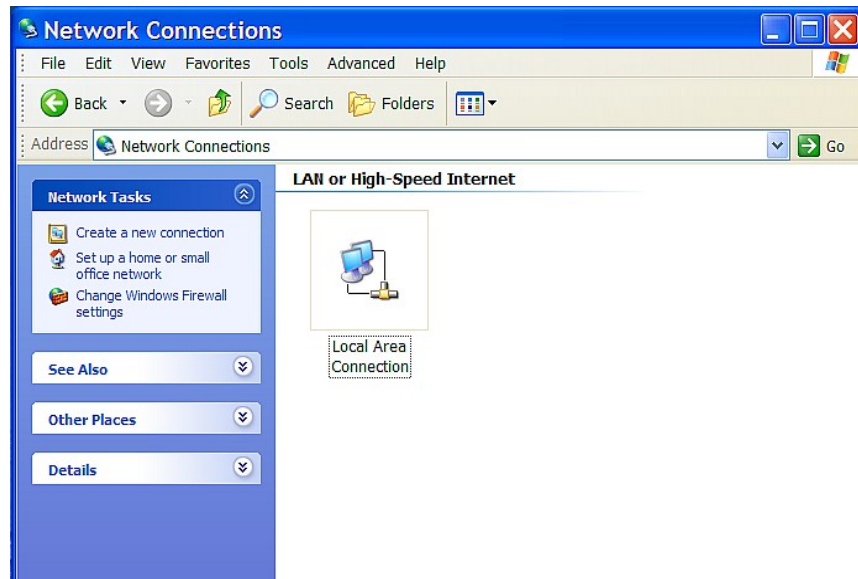 Network Connections
File Edit View Favorites Tools Advanced Help
Back Search Folders
Address Network Connections Go
Network Tasks
Create a new connection
Set up a home or small
office network
Change Windows Firewall
settings
See Also
Other Places
Details
LAN or High-Speed Internet
Local Area
Connection